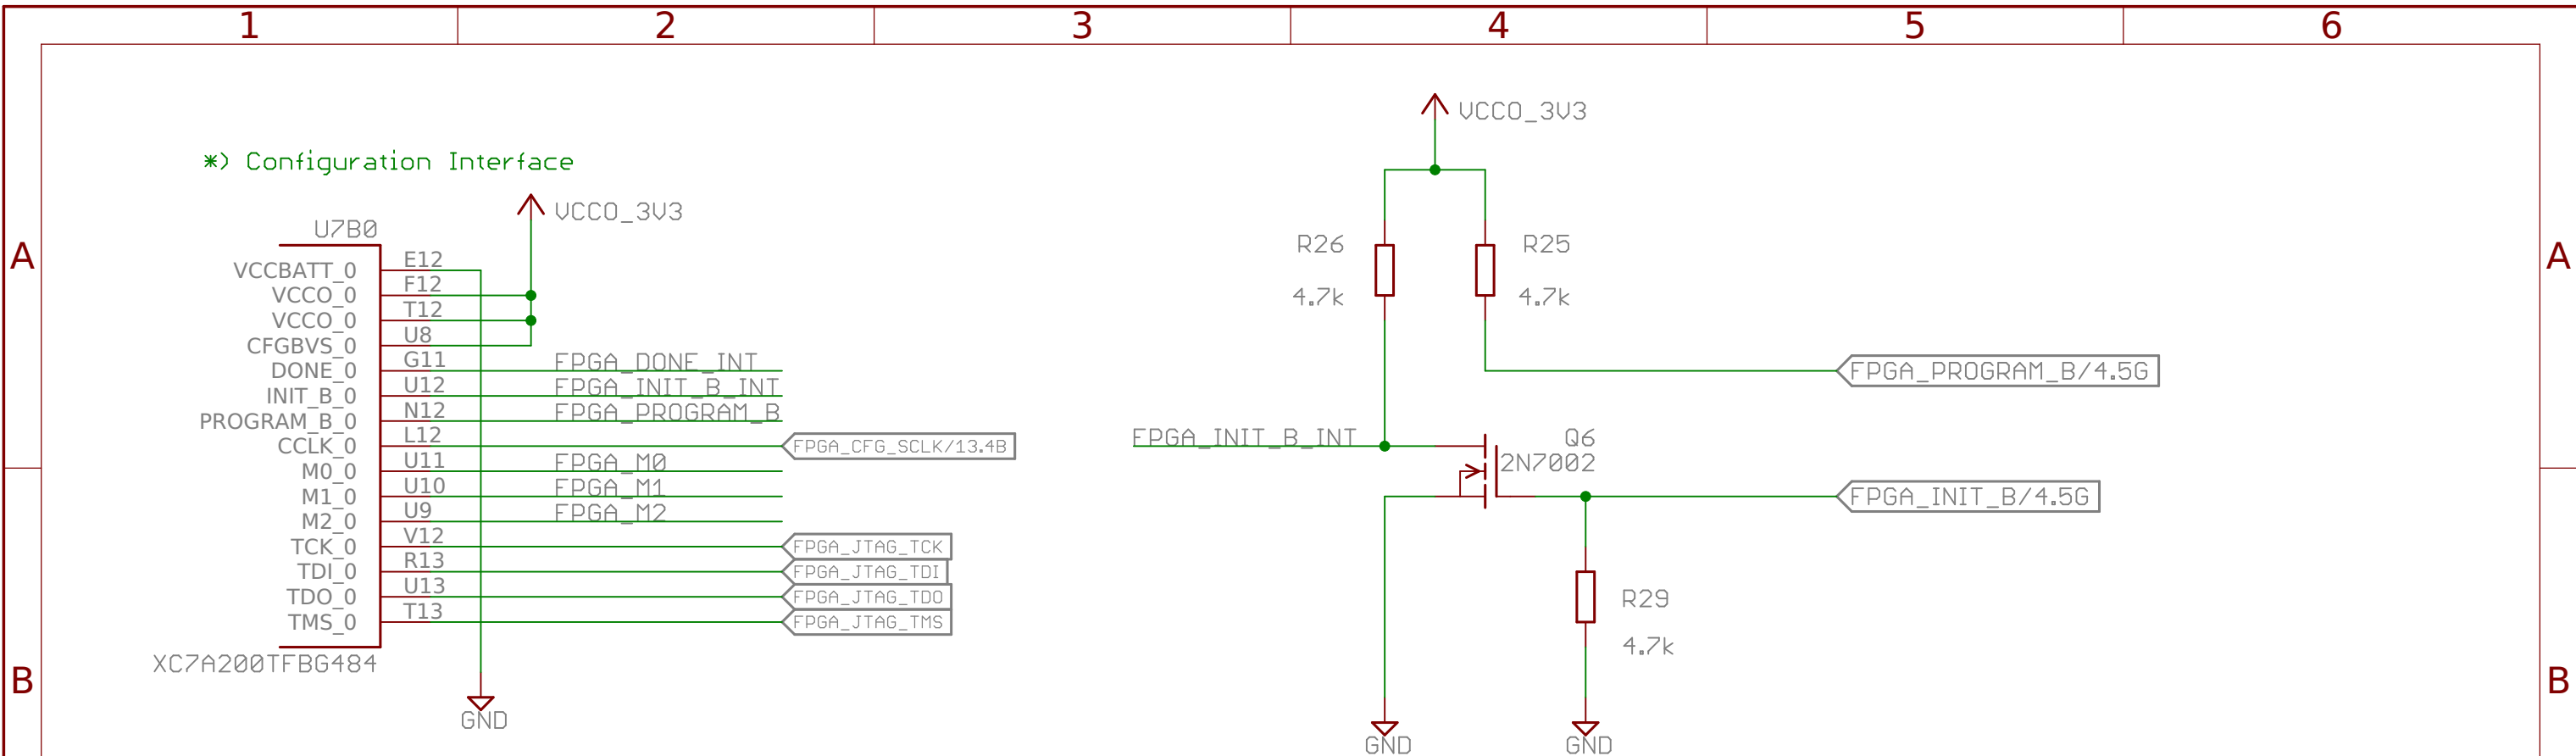 1 2 3 4 5 6
A A
B B
*) Configuration Interface
VCCO_3V3
U7B0
VCCBATT_0 E12
VCCO_0 F12
VCCO_0 T12
CFGBVS_0 U8
DONE_0 G11 FPGA_DONE_INT
INIT_B_0 U12 FPGA_INIT_B_INT
PROGRAM_B_0 N12 FPGA_PROGRAM_B
CCLK_0 L12 FPGA_CFG_SCLK/13.4B
M0_0 U11 FPGA_M0
M1_0 U10 FPGA_M1
M2_0 U9 FPGA_M2
TCK_0 V12 FPGA_JTAG_TCK
TDI_0 R13 FPGA_JTAG_TDI
TDO_0 U13 FPGA_JTAG_TDO
TMS_0 T13 FPGA_JTAG_TMS
XC7A200TFBG484
GND
VCCO_3V3
R26 R25
4.7k 4.7k
FPGA_PROGRAM_B/4.5G
FPGA_INIT_B_INT Q6
2N7002
FPGA_INIT_B/4.5G
R29
4.7k
GND GND